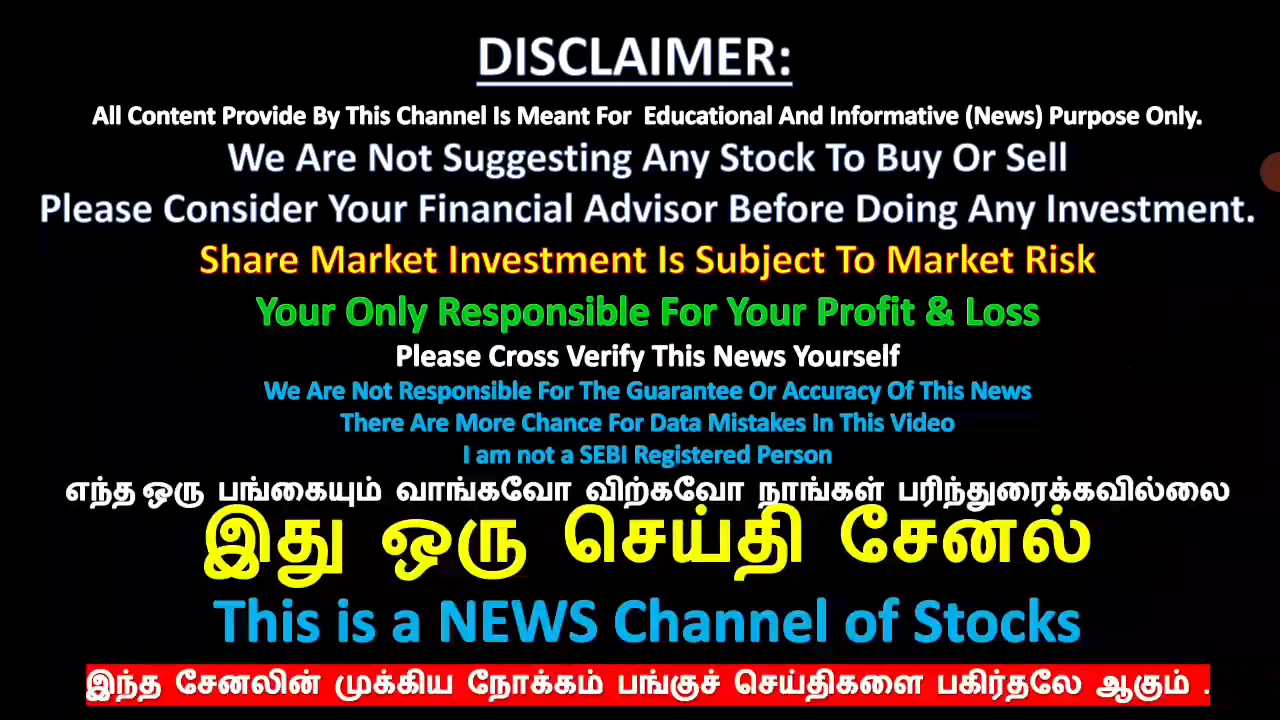 DISCLAIMER:
All Content Provide By This Channel Is Meant For Educational And Informative (News) Purpose Only.
We Are Not Suggesting Any Stock To Buy Or Sell
Please Consider Your Financial Advisor Before Doing Any Investment.
Share Market Investment Is Subject To Market Risk
Your Only Responsible For Your Profit & Loss
Please Cross Verify This News Yourself
We Are Not Responsible For The Guarantee Or Accuracy Of This News
There Are More Chance For Data Mistakes In This Video
I am not a SEBI Registered Person
எந்த ஒரு பங்கையும் வாங்கவோ விற்கவோ நாங்கள் பரிந்துரைக்கவில்லை
இது ஒரு செய்தி சேனல்
This is a NEWS Channel of Stocks
இந்த சேனலின் முக்கிய நோக்கம் பங்குச் செய்திகளை பகிர்தலே ஆகும் .